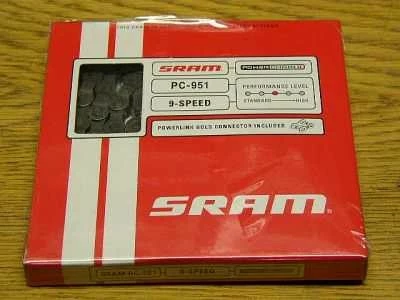 SRAM
PC-951
PERFORMANCE LEVEL
9-SPEED
STANDARD
HIGH
POWERLINK GOLD CONNECTOR INCLUDED
SRAM
SRAM PC-951
9-SPEED